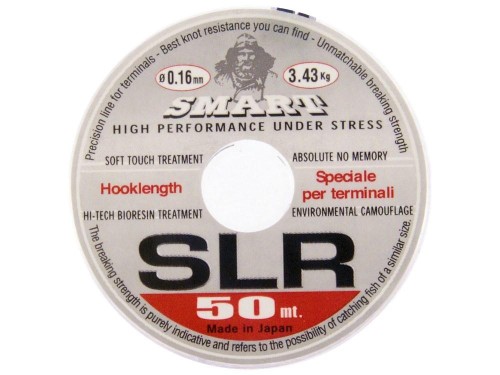 Precision line for terminals - Best knot resistance you can find - Unmatchable breaking strength
Ø 0.16mm
3.43Kg
SMART
HIGH PERFORMANCE UNDER STRESS
SOFT TOUCH TREATMENT
ABSOLUTE NO MEMORY
Hooklength
Speciale
per terminali
HI-TECH BIORESIN TREATMENT
ENVIRONMENTAL CAMOUFLAGE
SLR
50 mt.
Made in Japan
The breaking strength is purely indicative and refers to the possibility of catching fish of a similar size.